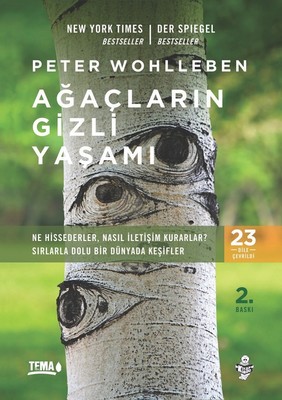 NEW YORK TIMES | DER SPIEGEL
BESTSELLER | BESTSELLER
PETER WOHLLEBEN
AĞAÇLARIN
GİZLİ
YAŞAMI
NE HİSSEDERLER, NASIL İLETİŞİM KURARLAR?
SIRLARLA DOLU BİR DÜNYADA KEŞİFLER
23
DİLE
ÇEVRİLDİ
2.
BASKI
TEMA